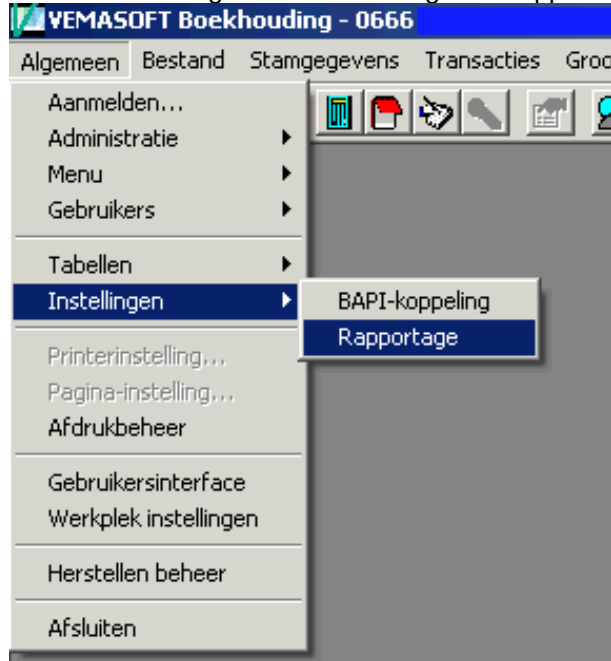 VEMASOFT Boekhouding - 0666
Algemeen Bestand Stamgegevens Transacties
Aanmelden...
Administratie
Menu
Gebruikers
Tabellen
Instellingen
BAPI-koppeling
Rapportage
Printerinstelling...
Pagina-instelling...
Afdrukbeheer
Gebruikersinterface
Werkplek instellingen
Herstellen beheer
Afsluiten